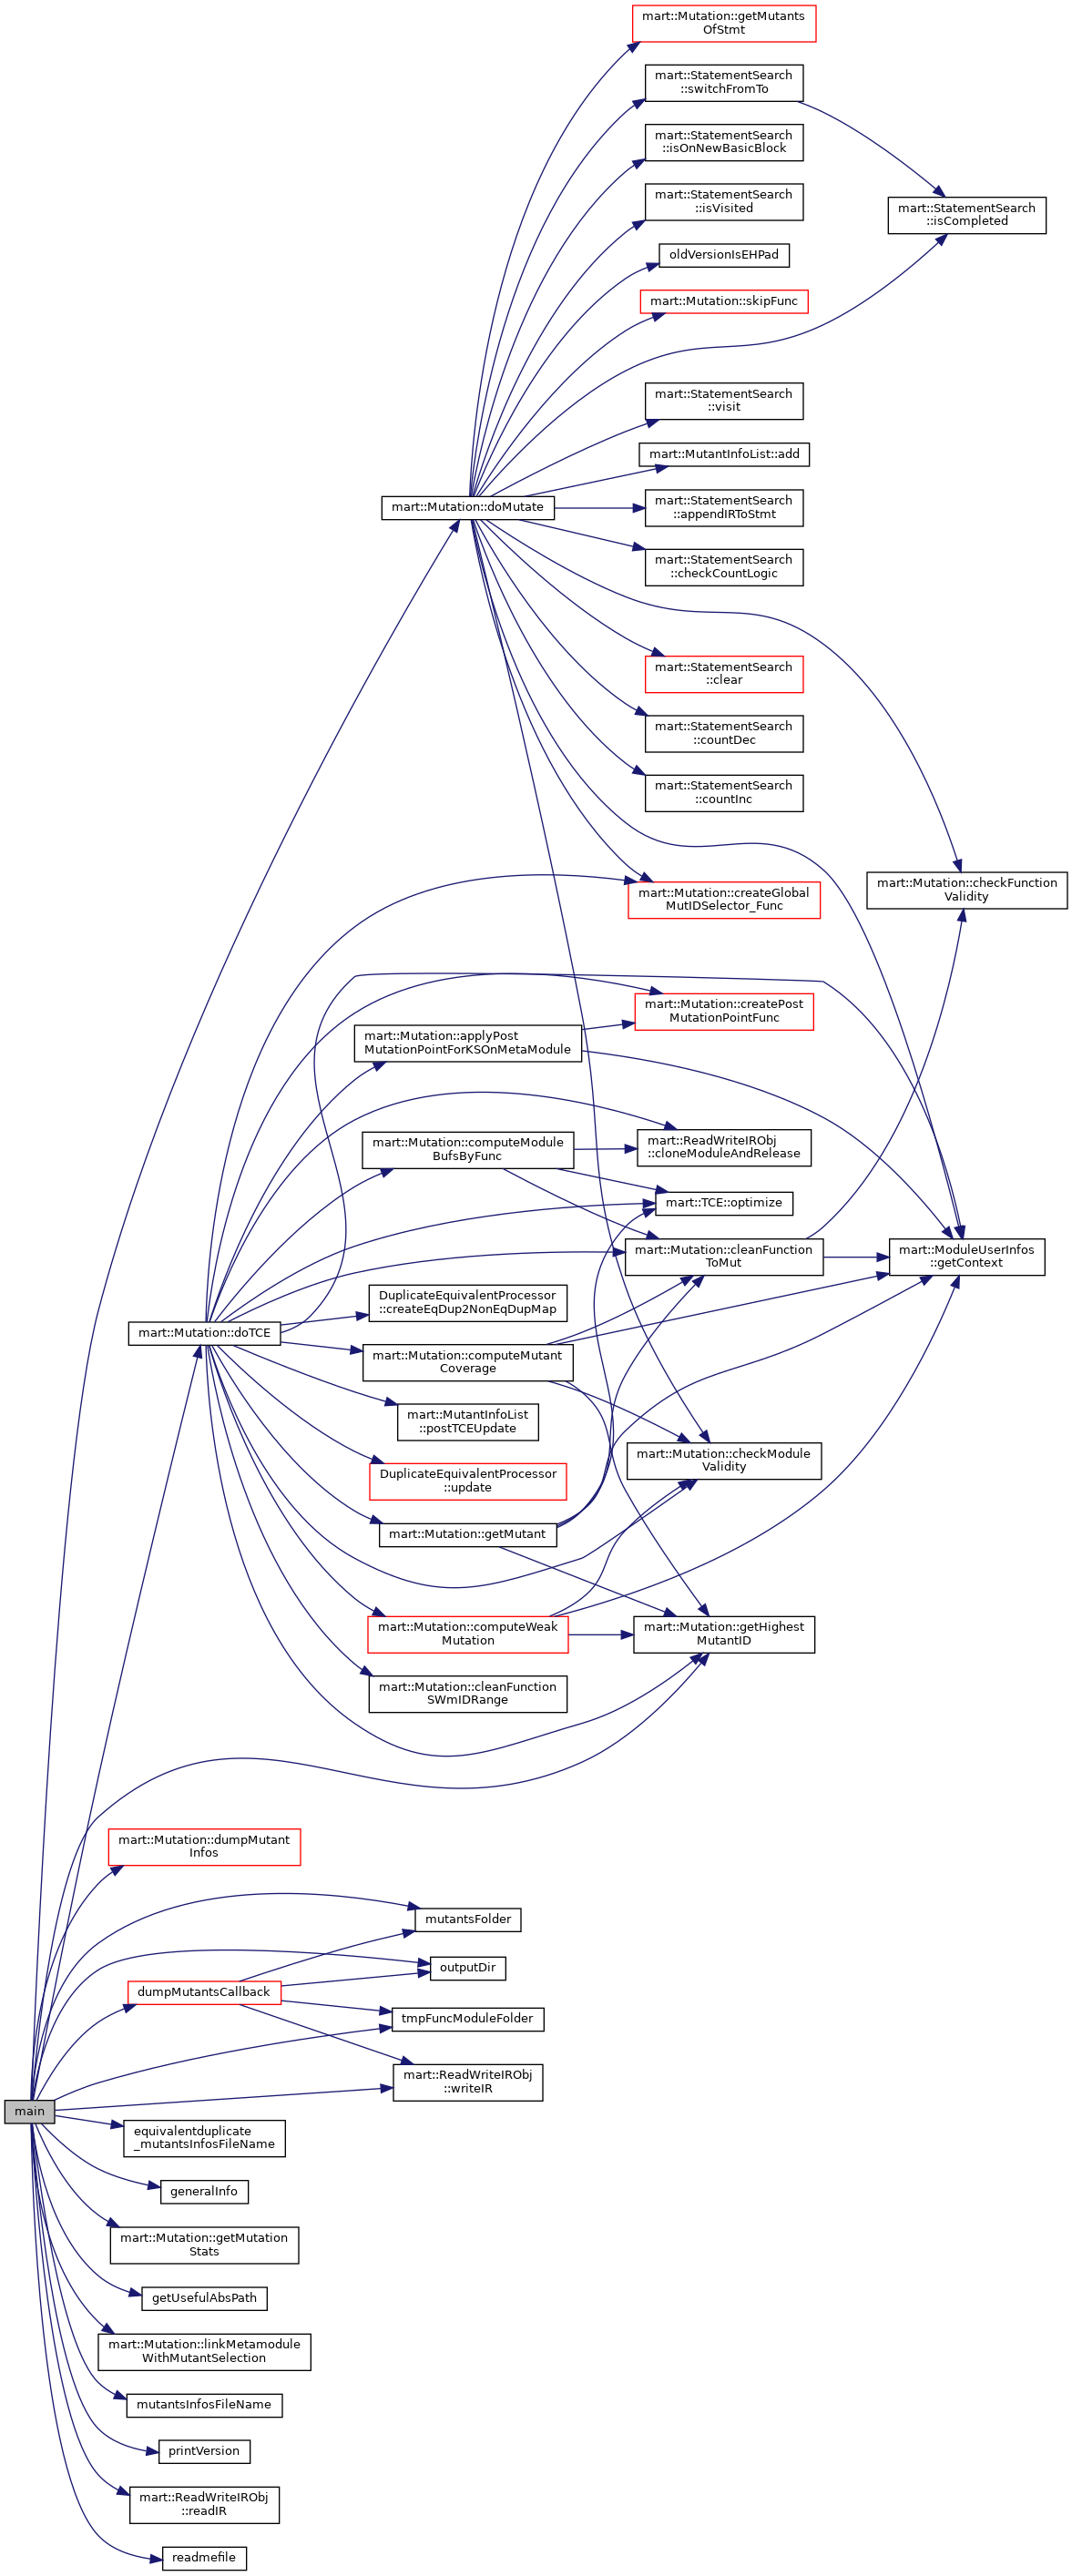 mart::Mutation::getMutants
OfStmt
mart::StatementSearch
::switchFromTo
mart::StatementSearch
::isOnNewBasicBlock
mart::StatementSearch
::isVisited
mart::StatementSearch
::isCompleted
oldVersionIsEHPad
mart::Mutation::skipFunc
mart::StatementSearch
::visit
mart::MutantInfoList::add
mart::Mutation::doMutate
mart::StatementSearch
::appendIRToStmt
mart::StatementSearch
::checkCountLogic
mart::StatementSearch
::clear
mart::StatementSearch
::countDec
mart::StatementSearch
::countInc
mart::Mutation::checkFunction
Validity
mart::Mutation::createGlobal
MutIDSelector_Func
mart::Mutation::createPost
MutationPointFunc
mart::Mutation::applyPost
MutationPointForKSOnMetaModule
mart::Mutation::computeModule
BufsByFunc
mart::ReadWriteIRObj
::cloneModuleAndRelease
mart::TCE::optimize
mart::Mutation::cleanFunction
ToMut
mart::ModuleUserInfos
::getContext
DuplicateEquivalentProcessor
::createEqDup2NonEqDupMap
mart::Mutation::doTCE
mart::Mutation::computeMutant
Coverage
mart::MutantInfoList
::postTCEUpdate
mart::Mutation::checkModule
Validity
DuplicateEquivalentProcessor
::update
mart::Mutation::getMutant
mart::Mutation::computeWeak
Mutation
mart::Mutation::getHighest
MutantID
mart::Mutation::cleanFunction
SWmIDRange
mart::Mutation::dumpMutant
Infos
mutantsFolder
outputDir
dumpMutantsCallback
tmpFuncModuleFolder
mart::ReadWriteIRObj
::writeIR
main
equivalentduplicate
_mutantsInfosFileName
generalInfo
mart::Mutation::getMutation
Stats
getUsefulAbsPath
mart::Mutation::linkMetamodule
WithMutantSelection
mutantsInfosFileName
printVersion
mart::ReadWriteIRObj
::readIR
readmefile